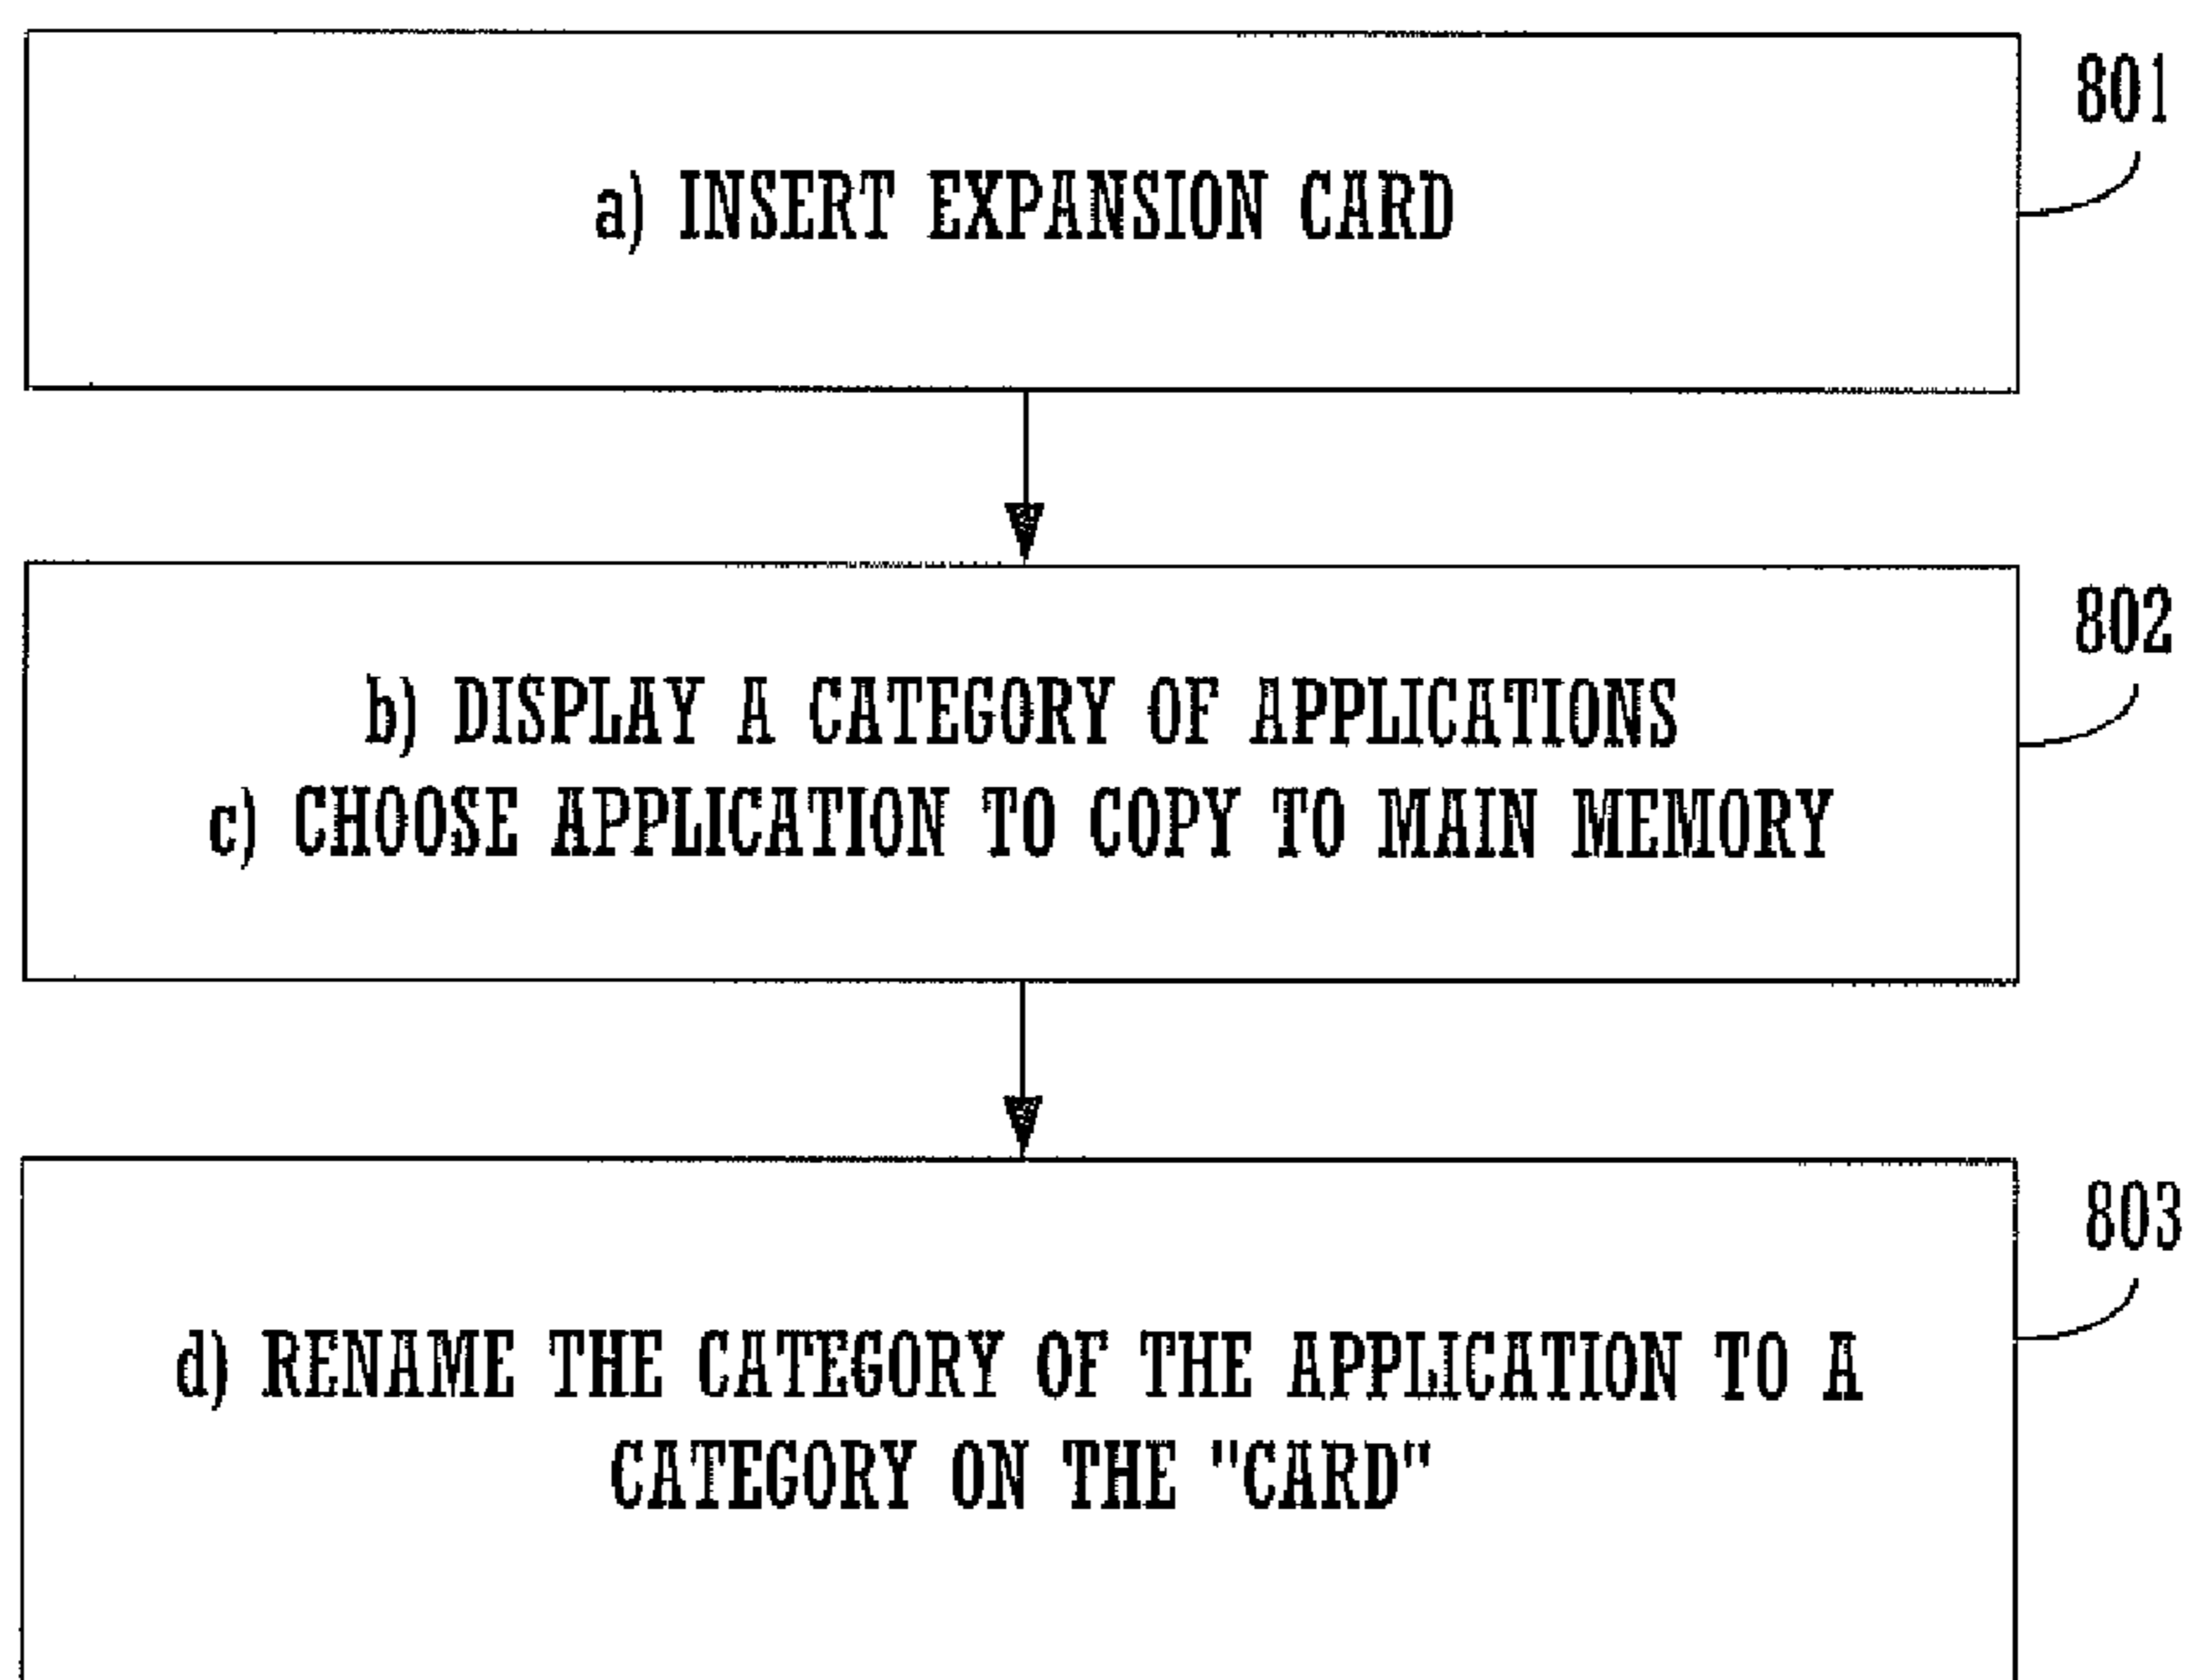 801
a) INSERT EXPANSION CARD
802
b) DISPLAY A CATEGORY OF APPLICATIONS
c) CHOOSE APPLICATION TO COPY TO MAIN MEMORY
803
d) RENAME THE CATEGORY OF THE APPLICATION TO A
CATEGORY ON THE "CARD"